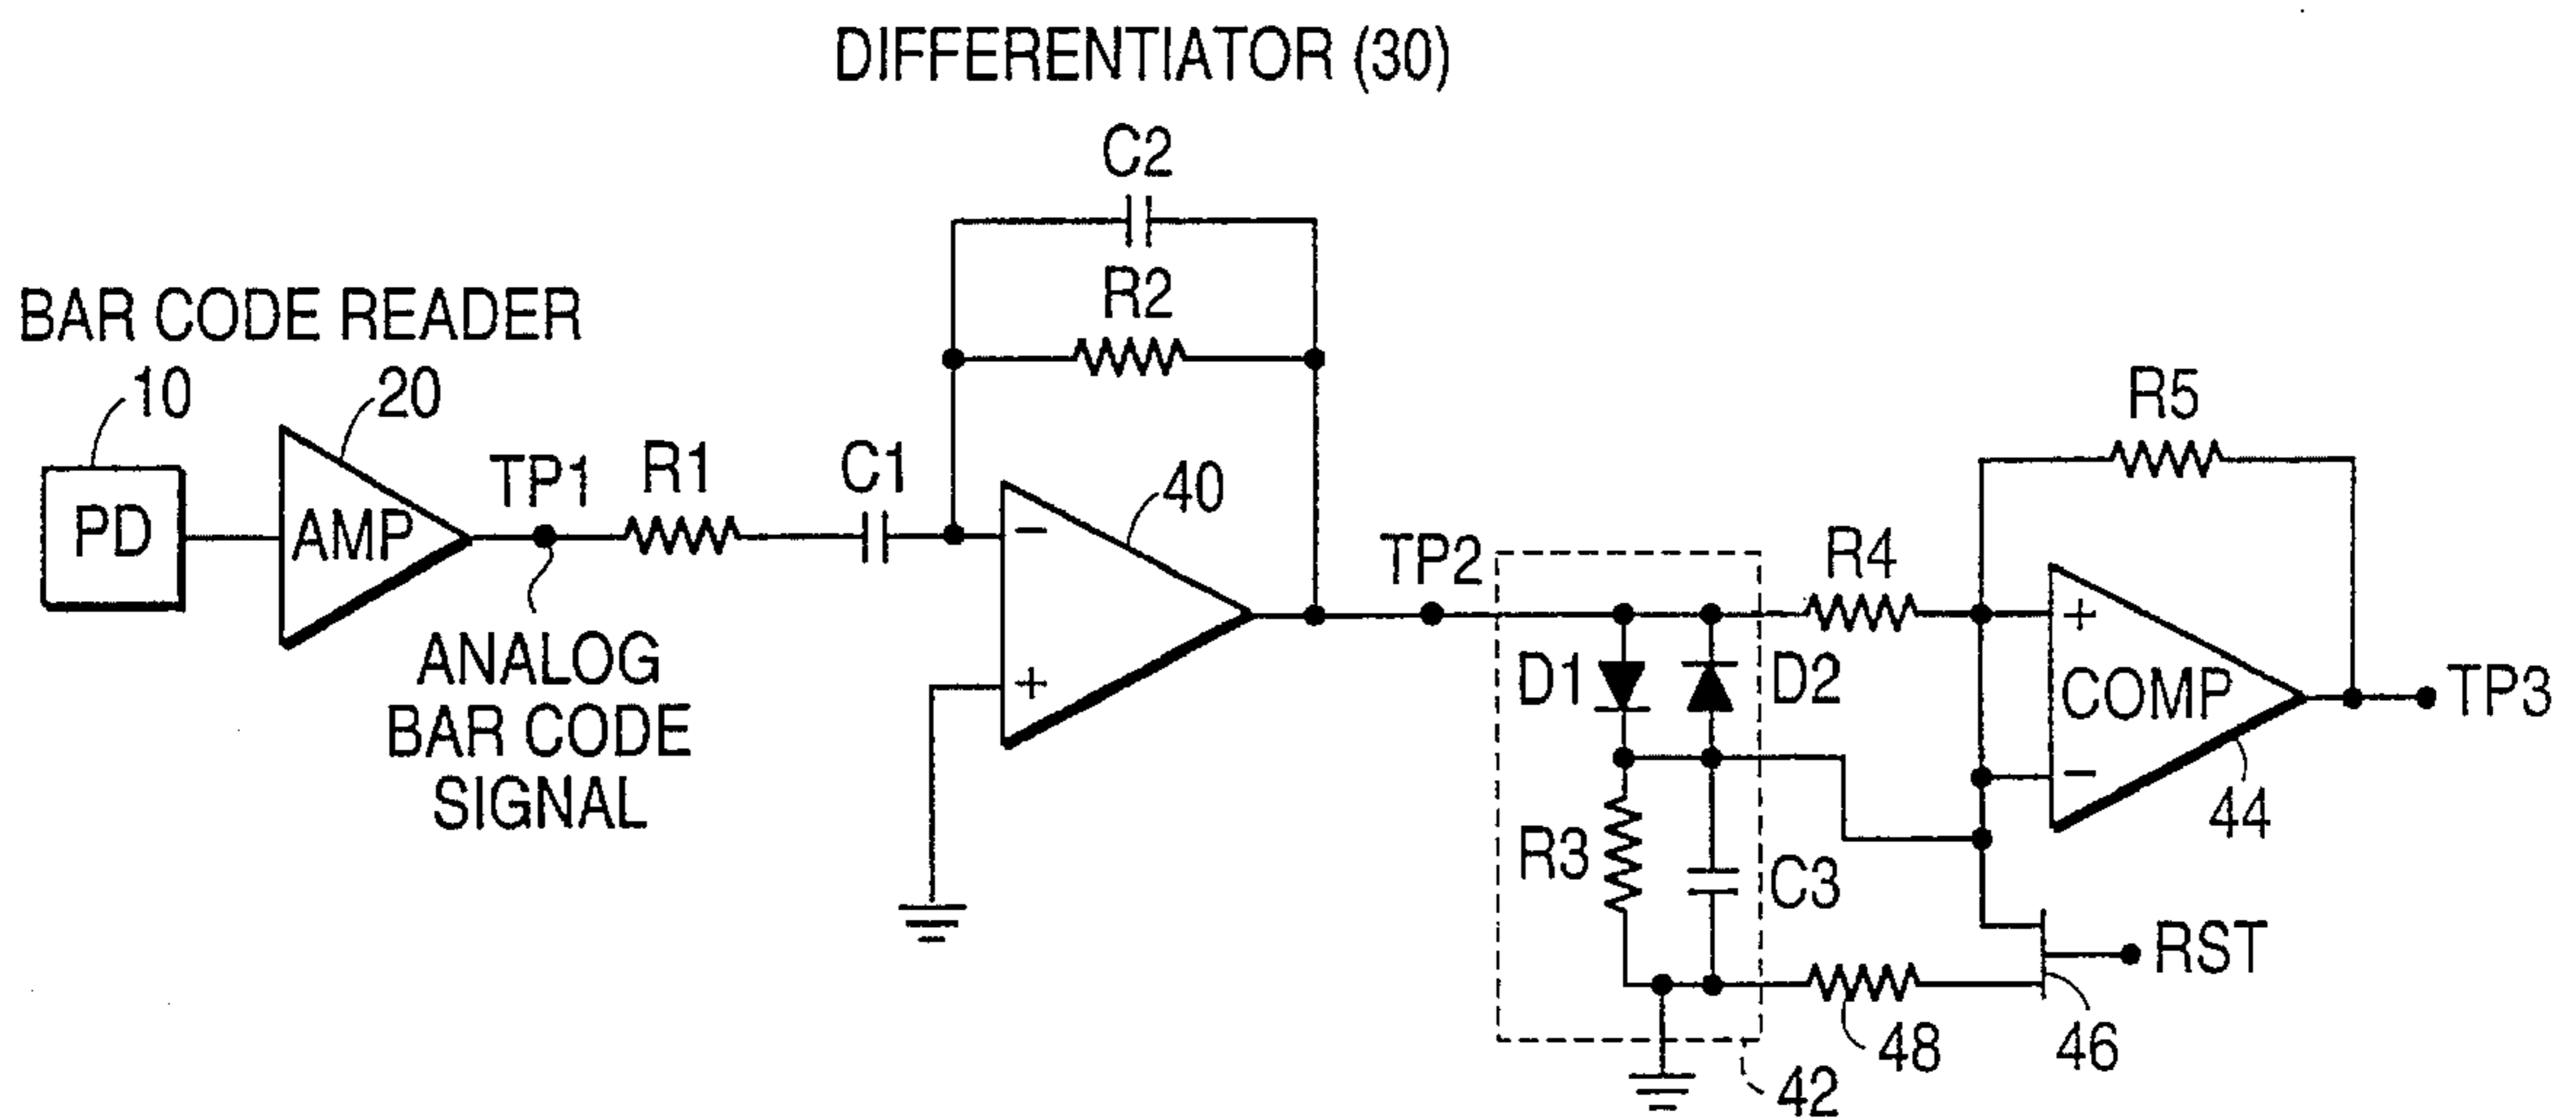 DIFFERENTIATOR (30)
C2
R2
BAR CODE READER
10
20
PD
AMP
TP1
R1
C1
40
−
+
ANALOG
BAR CODE
SIGNAL
TP2
R4
R5
D1
D2
+
COMP
−
TP3
44
R3
C3
RST
48
46
42